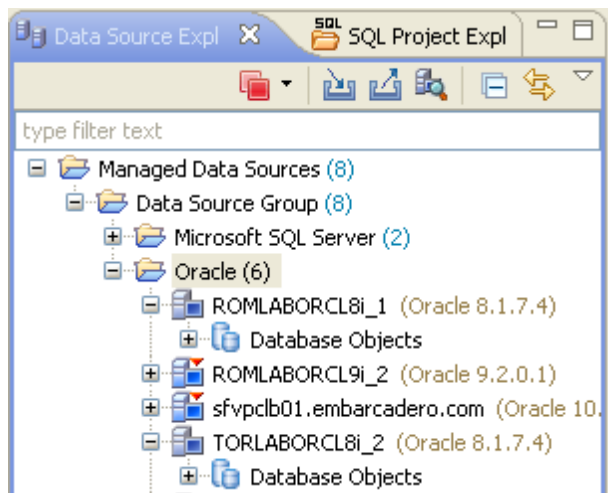 Data Source Expl SQL Project Expl
type filter text
Managed Data Sources (8)
Data Source Group (8)
Microsoft SQL Server (2)
Oracle (6)
ROMLABORCL8i_1 (Oracle 8.1.7.4)
Database Objects
ROMLABORCL9i_2 (Oracle 9.2.0.1)
sfvpclb01.embarcadero.com (Oracle 10.
TORLABORCL8i_2 (Oracle 8.1.7.4)
Database Objects